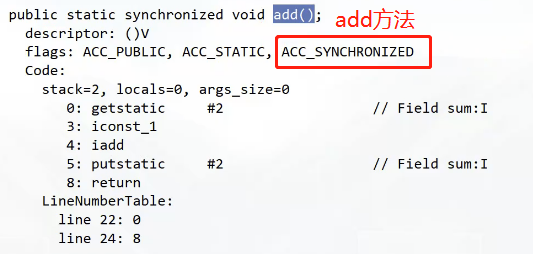 public static synchronized void add(); add方法
descriptor: ()V
flags: ACC_PUBLIC, ACC_STATIC, ACC_SYNCHRONIZED
Code:
stack=2, locals=0, args_size=0
0: getstatic #2 // Field sum:I
3: iconst_1
4: iadd
5: putstatic #2 // Field sum:I
8: return
LineNumberTable:
line 22: 0
line 24: 8